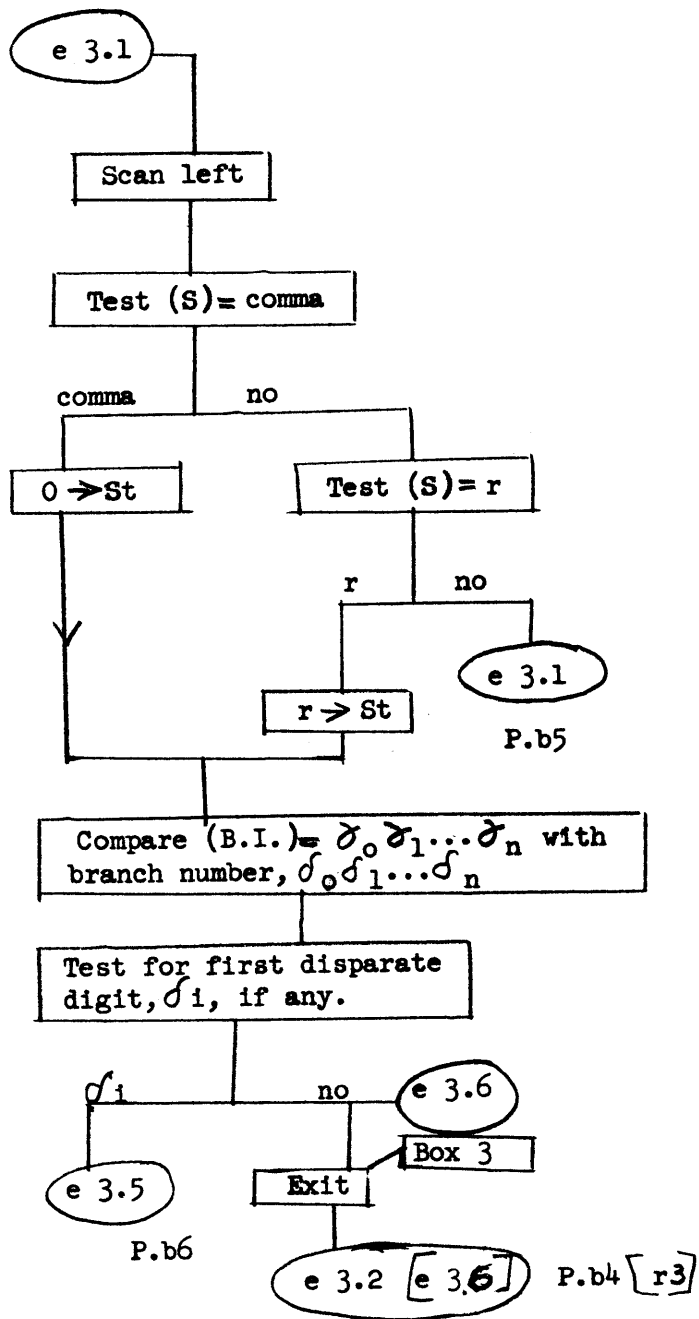 e 3.1
Scan left
Test (S)= comma
comma no
O → St
Test (S)= r
r no
e 3.1
r → St
P.b5
Compare (B.I.)= γ₀γ₁...γₙ with
branch number, δ₀δ₁...δₙ
Test for first disparate
digit, δi, if any.
δi no
e 3.6
Box 3
Exit
e 3.5
P.b6
e 3.2 [e 3.6] P.b4 [r3]